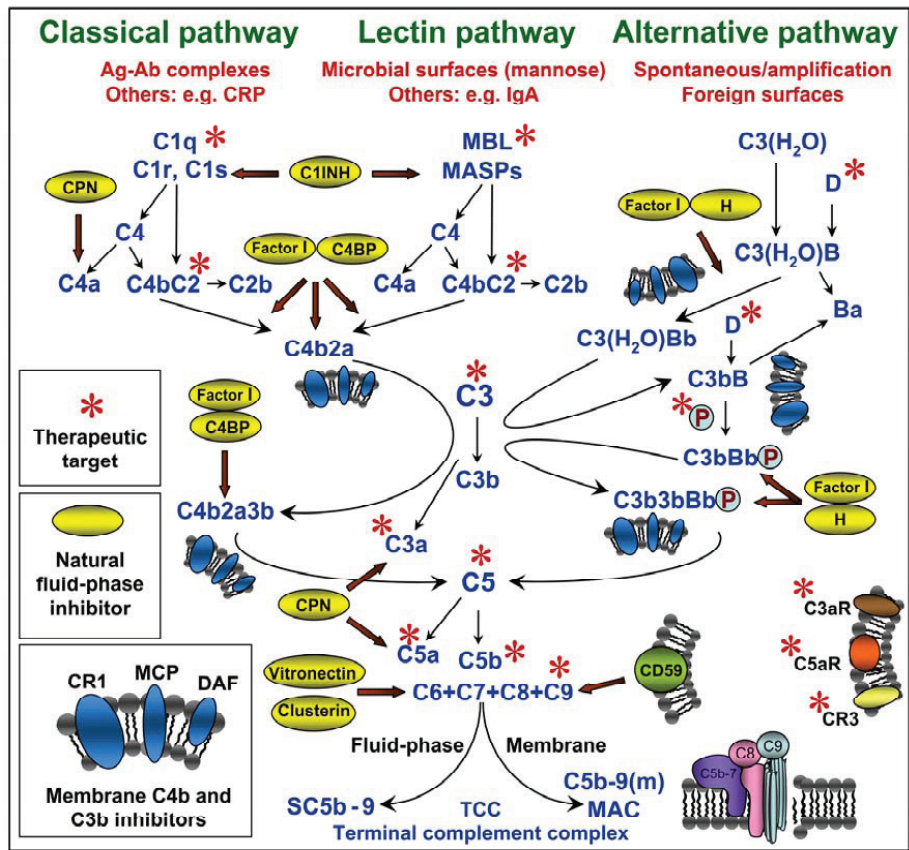 Classical pathway
Lectin pathway
Alternative pathway
Ag-Ab complexes
Others: e.g. CRP
Microbial surfaces (mannose)
Others: e.g. IgA
Spontaneous/amplification
Foreign surfaces
C1q *
C1r, C1s
C1INH
MBL *
MASPs
C3(H₂O)
D *
CPN
Factor I
H
C4
C4a
C4bC2 *
C2b
Factor I
C4BP
C4
C4a
C4bC2 *
C2b
C3(H₂O)B
Ba
C4b2a
C3(H₂O)Bb
D *
C3bB
* P
C3bBbP
*
Therapeutic
target
Factor I
C4BP
* C3
C3b
C4b2a3b
C3b3bBbP
Factor I
H
Natural
fluid-phase
inhibitor
* C3a
* C5
CPN
* C5a
C5b *
* C3aR
* C5aR
* CR3
Vitronectin
Clusterin
C6+C7+C8+C9 *
CD59
CR1
MCP
DAF
Membrane C4b and
C3b inhibitors
Fluid-phase
Membrane
SC5b-9
C5b-9(m)
MAC
TCC
Terminal complement complex
C5b-7
C8
C9